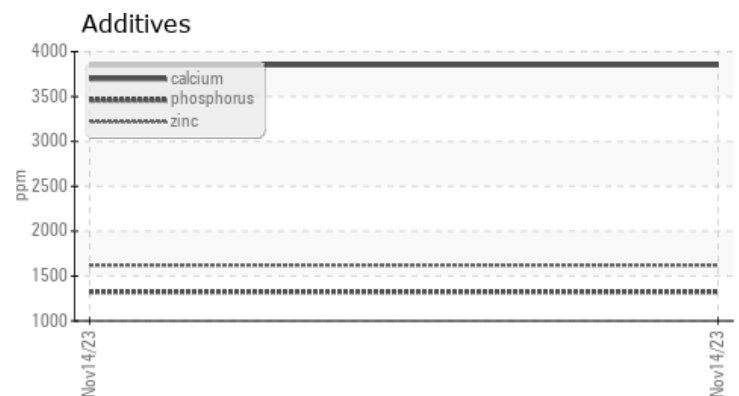 Additives
4000
3500
3000
2500
2000
1500
1000
ppm
calcium
phosphorus
zinc
Nov14/23
Nov14/23